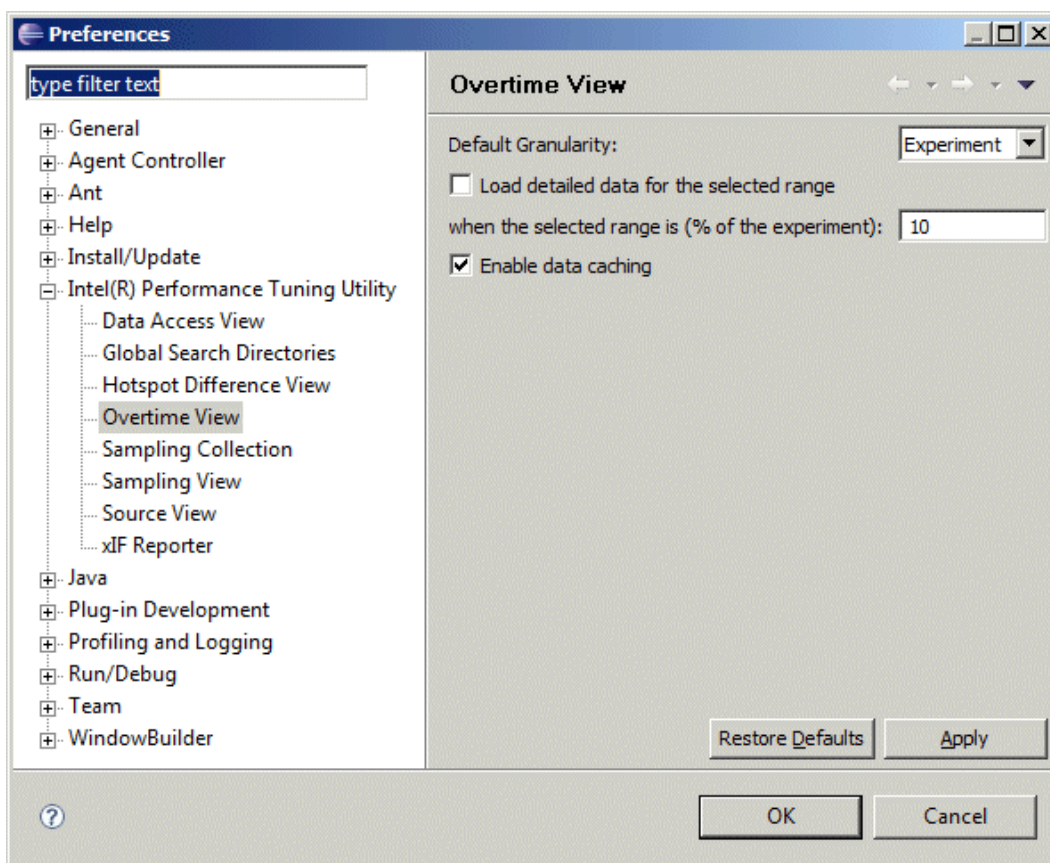 Preferences
type filter text
General
Agent Controller
Ant
Help
Install/Update
Intel(R) Performance Tuning Utility
Data Access View
Global Search Directories
Hotspot Difference View
Overtime View
Sampling Collection
Sampling View
Source View
xIF Reporter
Java
Plug-in Development
Profiling and Logging
Run/Debug
Team
WindowBuilder
Overtime View
Default Granularity: Experiment
Load detailed data for the selected range
when the selected range is (% of the experiment): 10
Enable data caching
Restore Defaults Apply
? OK Cancel